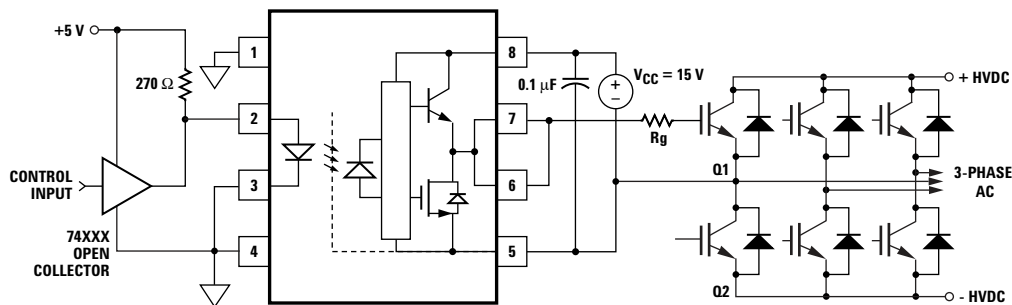 +5 V
270 Ω
CONTROL
INPUT
74XXX
OPEN
COLLECTOR
1
2
3
4
8
7
6
5
0.1 µF
VCC = 15 V
+
−
Rg
Q1
Q2
+ HVDC
3-PHASE
AC
- HVDC